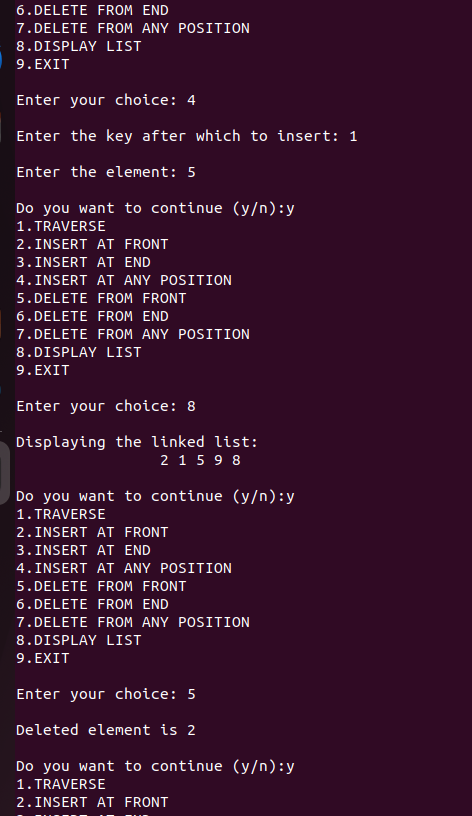 6.DELETE FROM END
7.DELETE FROM ANY POSITION
8.DISPLAY LIST
9.EXIT
Enter your choice: 4
Enter the key after which to insert: 1
Enter the element: 5
Do you want to continue (y/n):y
1.TRAVERSE
2.INSERT AT FRONT
3.INSERT AT END
4.INSERT AT ANY POSITION
5.DELETE FROM FRONT
6.DELETE FROM END
7.DELETE FROM ANY POSITION
8.DISPLAY LIST
9.EXIT
Enter your choice: 8
Displaying the linked list:
2 1 5 9 8
Do you want to continue (y/n):y
1.TRAVERSE
2.INSERT AT FRONT
3.INSERT AT END
4.INSERT AT ANY POSITION
5.DELETE FROM FRONT
6.DELETE FROM END
7.DELETE FROM ANY POSITION
8.DISPLAY LIST
9.EXIT
Enter your choice: 5
Deleted element is 2
Do you want to continue (y/n):y
1.TRAVERSE
2.INSERT AT FRONT